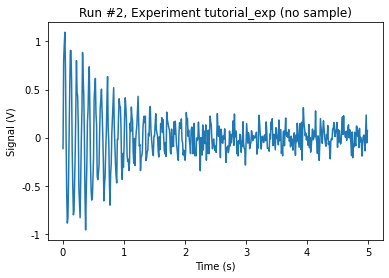 Run #2, Experiment tutorial_exp (no sample)
Signal (V)
1
0.5
0
-0.5
-1
0 1 2 3 4 5
Time (s)